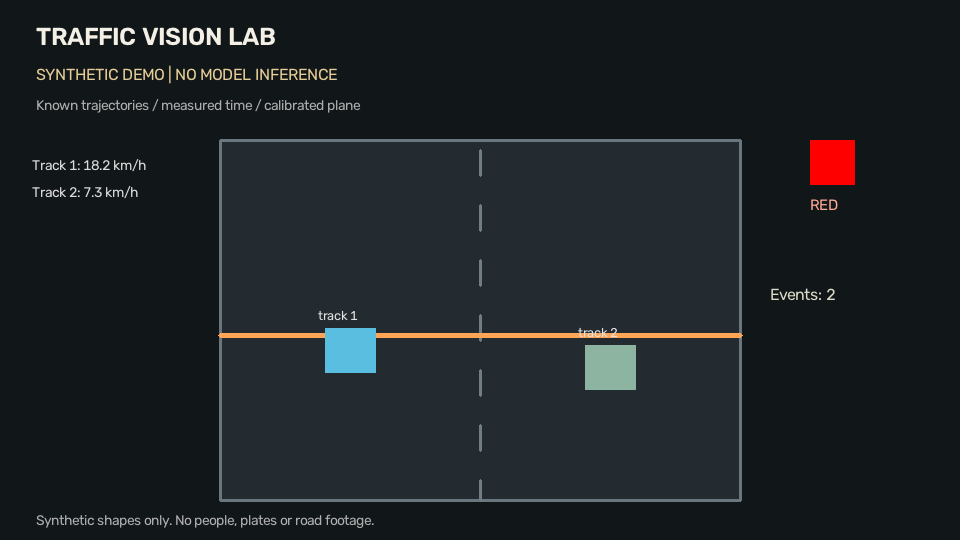 TRAFFIC VISION LAB
SYNTHETIC DEMO | NO MODEL INFERENCE
Known trajectories / measured time / calibrated plane
Track 1: 18.2 km/h
Track 2: 7.3 km/h
RED
Events: 2
track 1
track 2
Synthetic shapes only. No people, plates or road footage.